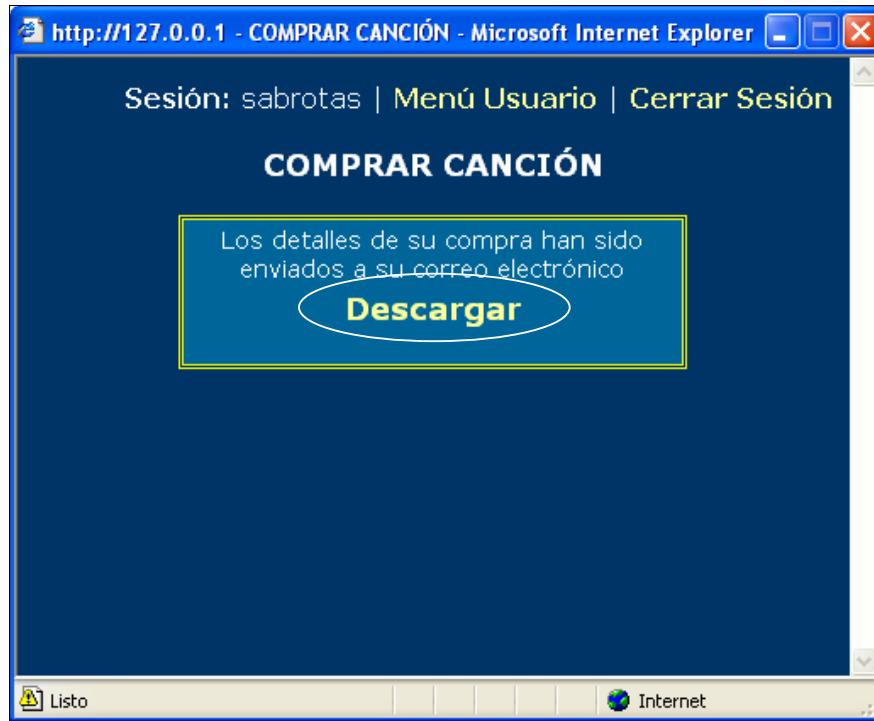 http://127.0.0.1 - COMPRAR CANCIÓN - Microsoft Internet Explorer
Sesión: sabrotas | Menú Usuario | Cerrar Sesión
COMPRAR CANCIÓN
Los detalles de su compra han sido
enviados a su correo electrónico
Descargar
Listo
Internet